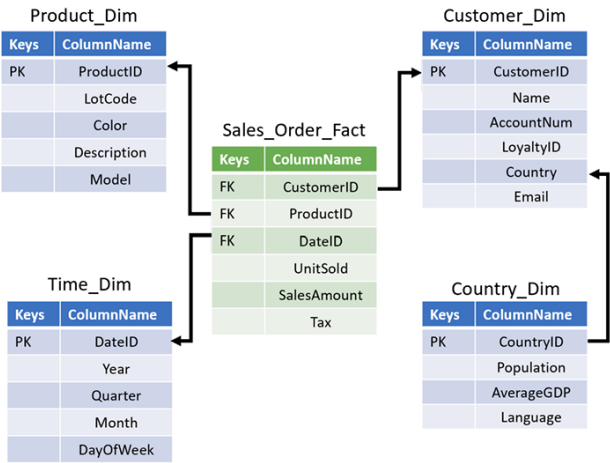 Product_Dim
Keys ColumnName
PK ProductID
LotCode
Color
Description
Model
Customer_Dim
Keys ColumnName
PK CustomerID
Name
AccountNum
LoyaltyID
Country
Email
Sales_Order_Fact
Keys ColumnName
FK CustomerID
FK ProductID
FK DateID
UnitSold
SalesAmount
Tax
Time_Dim
Keys ColumnName
PK DateID
Year
Quarter
Month
DayOfWeek
Country_Dim
Keys ColumnName
PK CountryID
Population
AverageGDP
Language